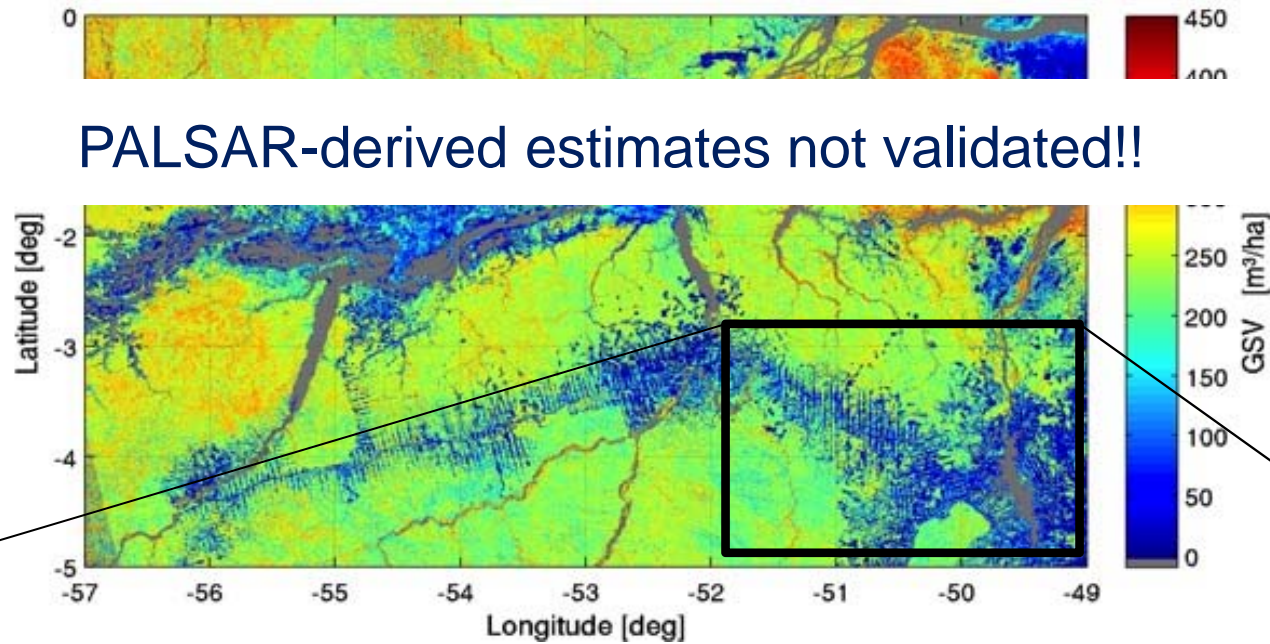 0
450
400
PALSAR-derived estimates not validated!!
-2
-3
-4
-5
Latitude [deg]
250
200
150
100
50
0
GSV [m³/ha]
-57 -56 -55 -54 -53 -52 -51 -50 -49
Longitude [deg]